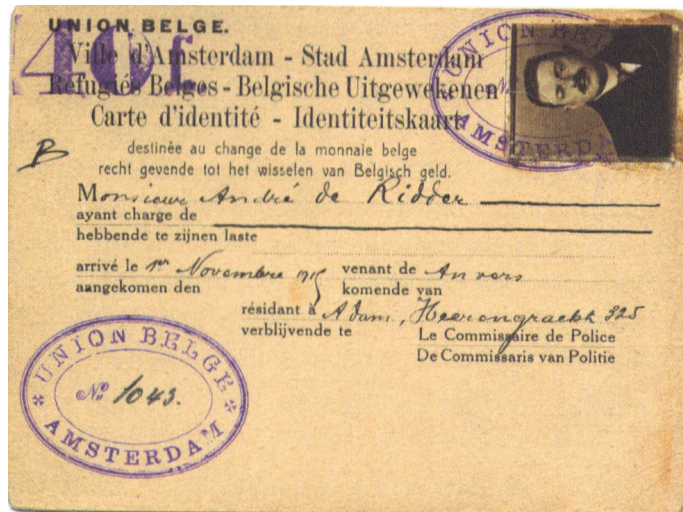 UNION BELGE.
Ville d'Amsterdam - Stad Amsterdam
Réfugiés Belges - Belgische Uitgewekenen
Carte d'identité - Identiteitskaart
destinée au change de la monnaie belge
recht gevende tot het wisselen van Belgisch geld.
B
Monsieur André de Ridder
ayant charge de
hebbende te zijnen laste
arrivé le 1er Novembre 1915 venant de Anvers
aangekomen den komende van
résidant à A'dam, Heerengracht 325
verblijvende te Le Commissaire de Police
De Commissaris van Politie
UNION BELGE
No 1043.
AMSTERDAM
UNION BELGE
No
AMSTERDAM